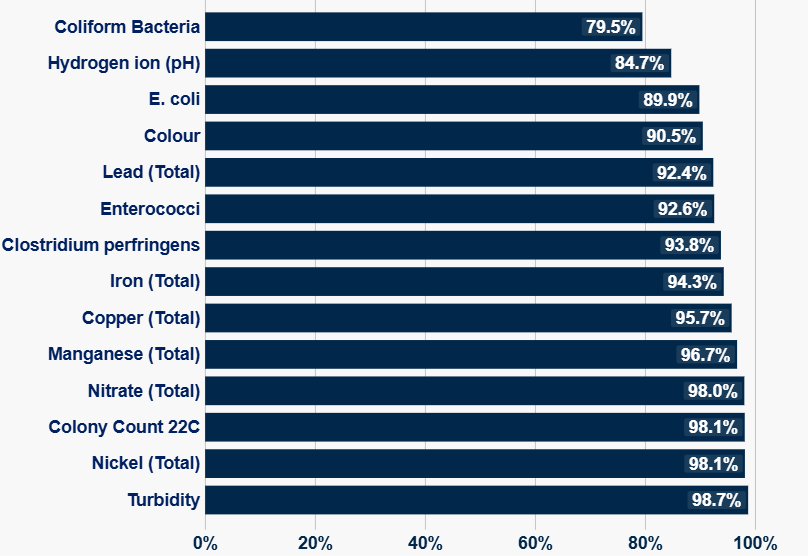 Coliform Bacteria 79.5%
Hydrogen ion (pH) 84.7%
E. coli 89.9%
Colour 90.5%
Lead (Total) 92.4%
Enterococci 92.6%
Clostridium perfringens 93.8%
Iron (Total) 94.3%
Copper (Total) 95.7%
Manganese (Total) 96.7%
Nitrate (Total) 98.0%
Colony Count 22C 98.1%
Nickel (Total) 98.1%
Turbidity 98.7%
0% 20% 40% 60% 80% 100%